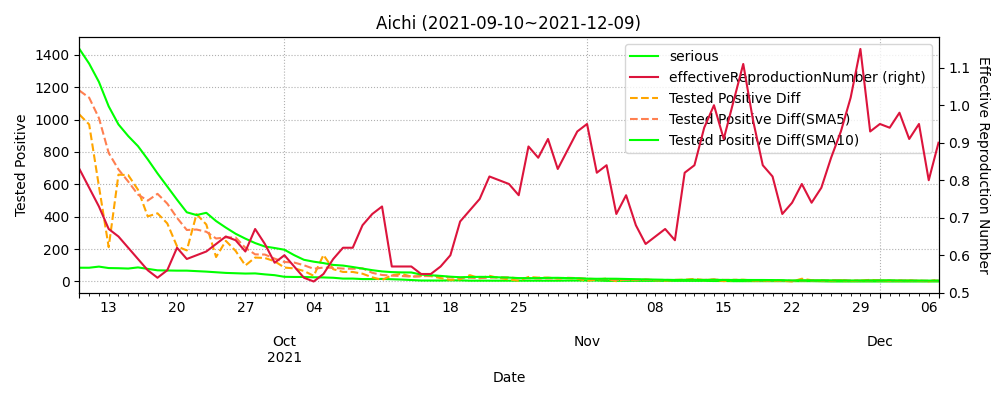 Aichi (2021-09-10~2021-12-09)
serious
effectiveReproductionNumber (right)
Tested Positive Diff
Tested Positive Diff(SMA5)
Tested Positive Diff(SMA10)
Tested Positive
1400
1200
1000
800
600
400
200
0
Effective Reproduction Number
1.1
1.0
0.9
0.8
0.7
0.6
0.5
13 20 27 04 11 18 25 08 15 22 29 06
Oct Nov Dec
2021
Date